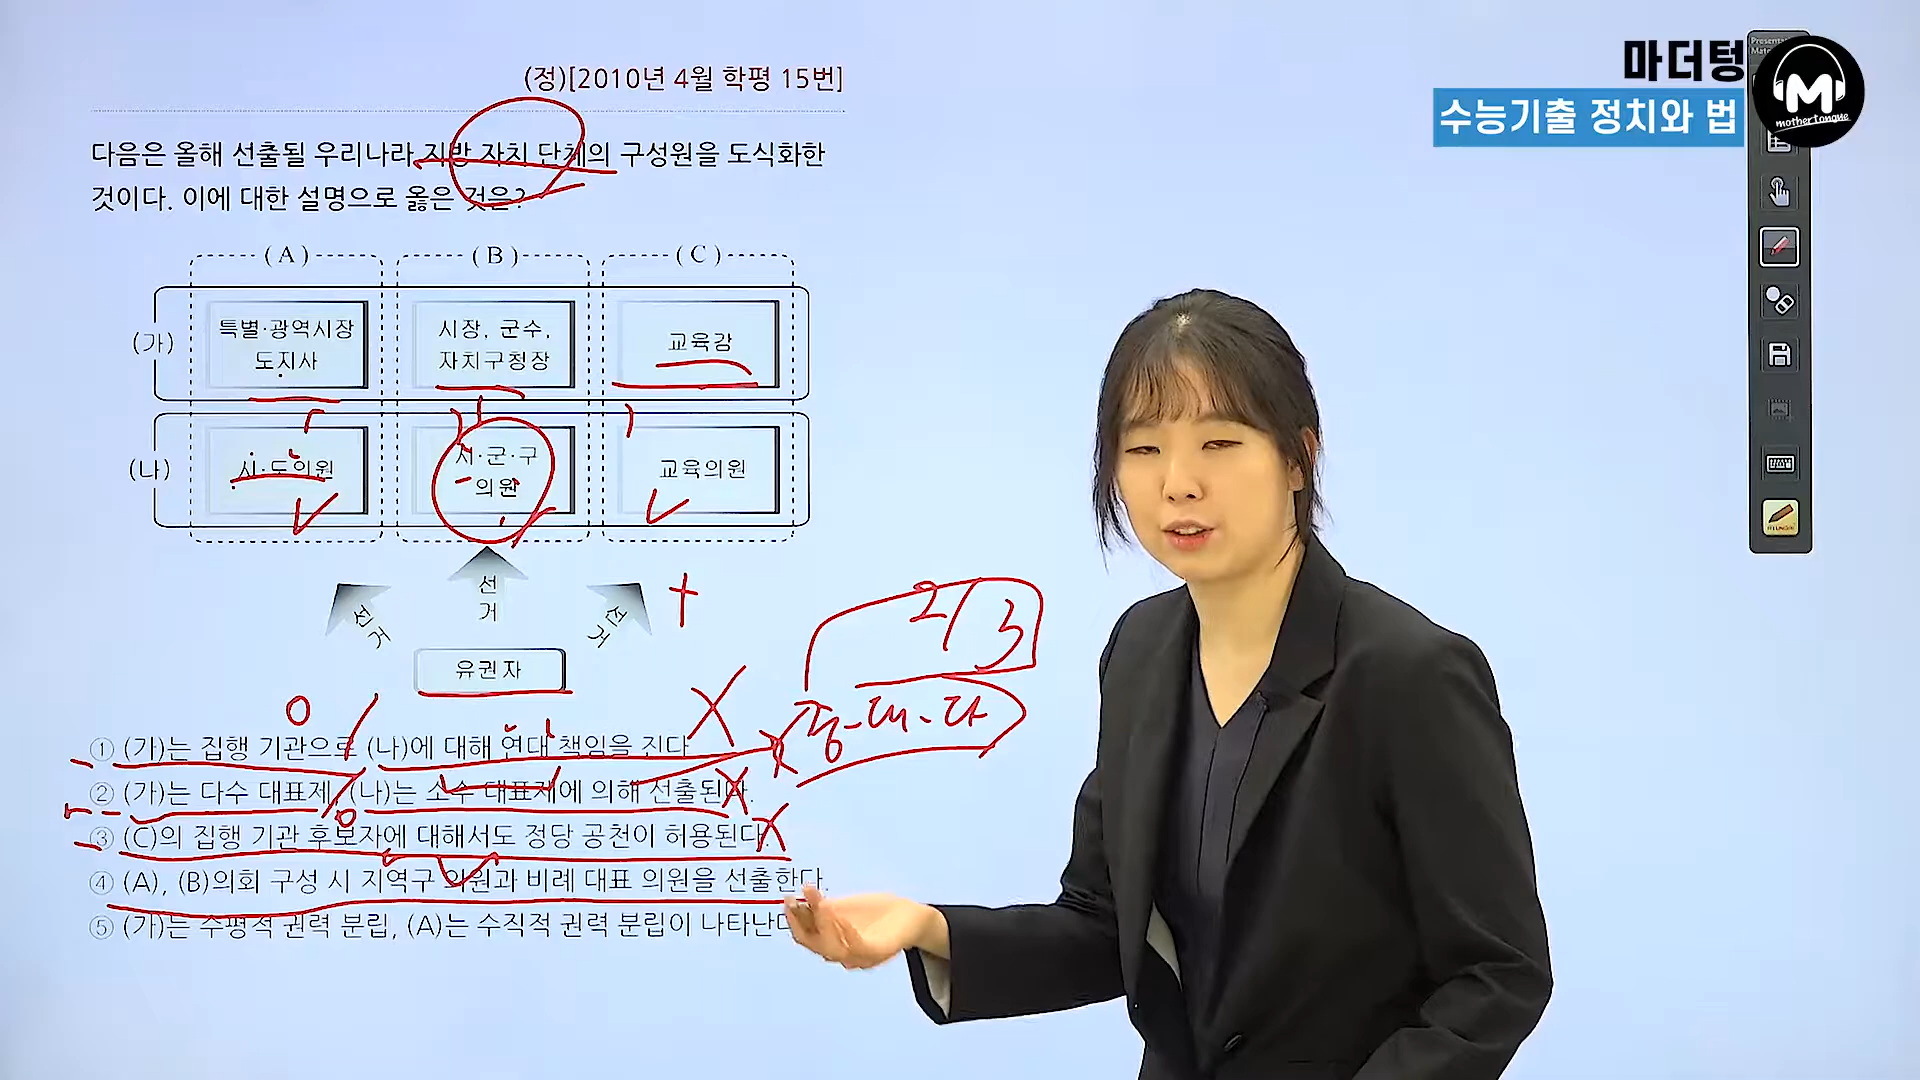 마더텅
수능기출 정치와 법
M
mothertongue
(정)[2010년 4월 학평 15번]
다음은 올해 선출될 우리나라 지방 자치 단체의 구성원을 도식화한
것이다. 이에 대한 설명으로 옳은 것은?
(A) (B) (C)
(가)
특별·광역시장
도지사
시장, 군수,
자치구청장
교육감
(나)
시·도의원
시·군·구
의원
교육의원
선거 선거 선거
유권자
2/3
중·대·다
① (가)는 집행 기관으로 (나)에 대해 연대 책임을 진다
② (가)는 다수 대표제, (나)는 소수 대표제에 의해 선출된다.
③ (C)의 집행 기관 후보자에 대해서도 정당 공천이 허용된다.
④ (A), (B)의회 구성 시 지역구 의원과 비례 대표 의원을 선출한다.
⑤ (가)는 수평적 권력 분립, (A)는 수직적 권력 분립이 나타난다